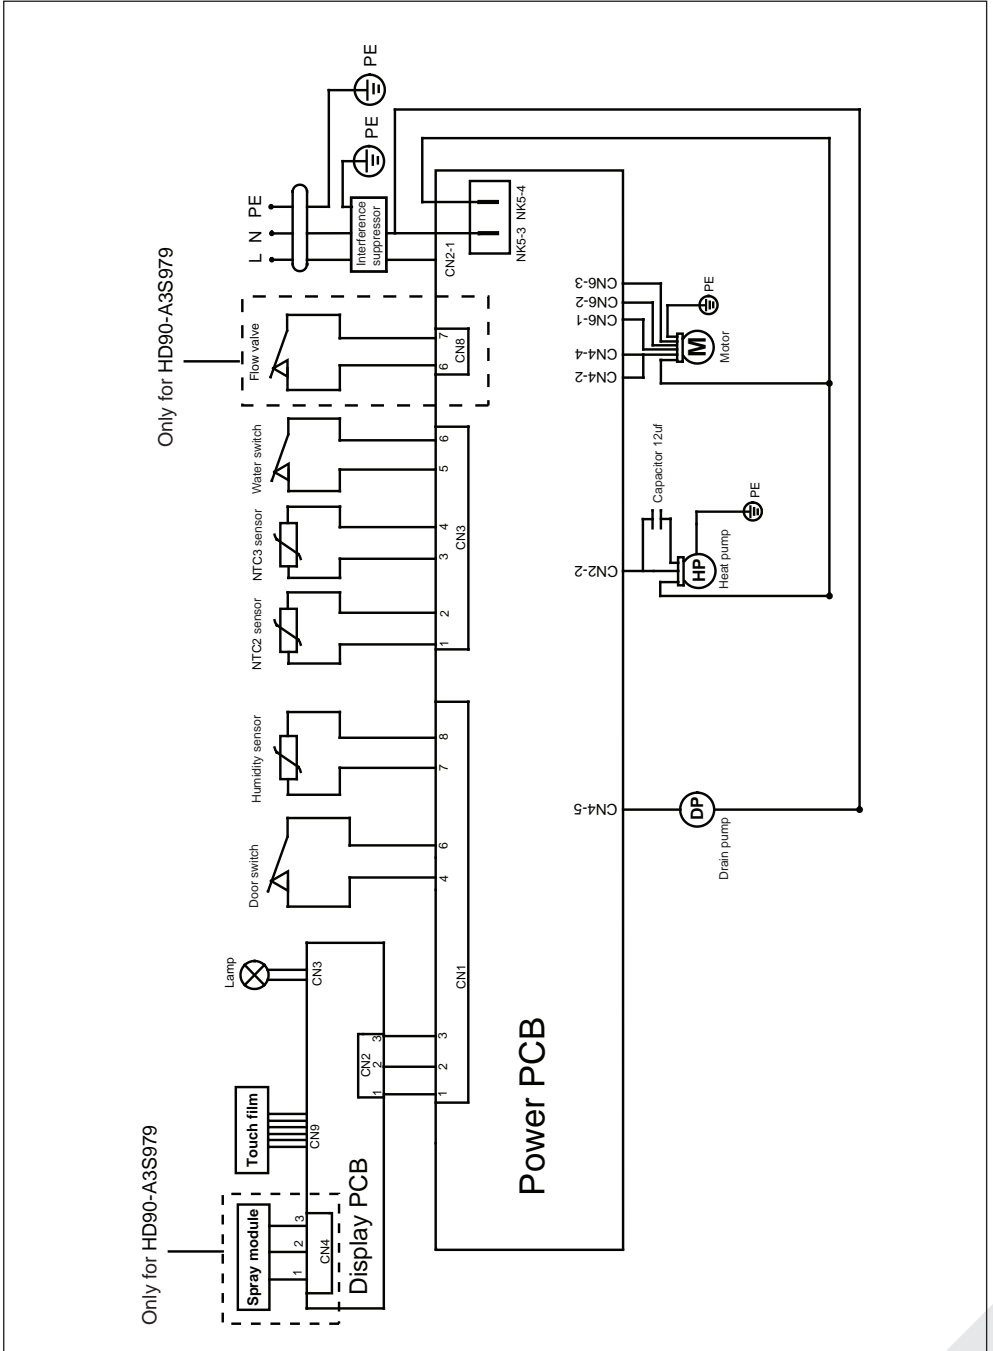 Only for HD90-A3S979
Spray module
1
2
3
CN4
Touch film
CN9
Lamp
CN3
Display PCB
CN2
1
2
3
Door switch
Humidity sensor
NTC2 sensor
NTC3 sensor
Water switch
Only for HD90-A3S979
Flow valve
L N PE
Interference
suppressor
PE
PE
1
2
3
4
6
7
8
CN1
1
2
3
4
5
6
CN3
6
7
CN8
CN2-1
NK5-3 NK5-4
Power PCB
CN4-5
CN2-2
CN4-2
CN4-4
CN6-1
CN6-2
CN6-3
DP
Drain pump
HP
Heat pump
Capacitor 12uf
PE
M
Motor
PE